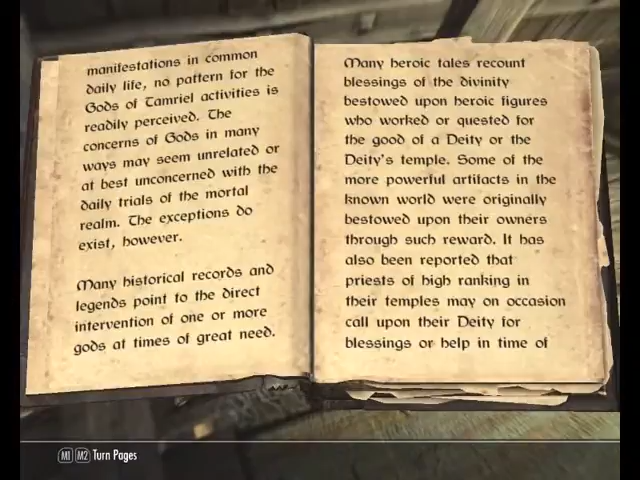 manifestations in common
daily life, no pattern for the
Gods of Tamriel activities is
readily perceived. The
concerns of Gods in many
ways may seem unrelated or
at best unconcerned with the
daily trials of the mortal
realm. The exceptions do
exist, however.
Many historical records and
legends point to the direct
intervention of one or more
gods at times of great need.
Many heroic tales recount
blessings of the divinity
bestowed upon heroic figures
who worked or quested for
the good of a Deity or the
Deity's temple. Some of the
more powerful artifacts in the
known world were originally
bestowed upon their owners
through such reward. It has
also been reported that
priests of high ranking in
their temples may on occasion
call upon their Deity for
blessings or help in time of
M1 M2 Turn Pages